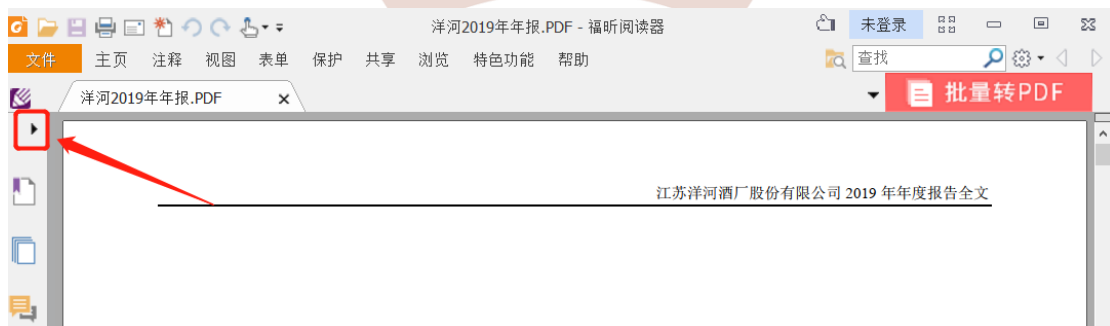 洋河2019年年报.PDF - 福昕阅读器 未登录
文件 主页 注释 视图 表单 保护 共享 浏览 特色功能 帮助 查找
洋河2019年年报.PDF 批量转PDF
江苏洋河酒厂股份有限公司 2019 年年度报告全文